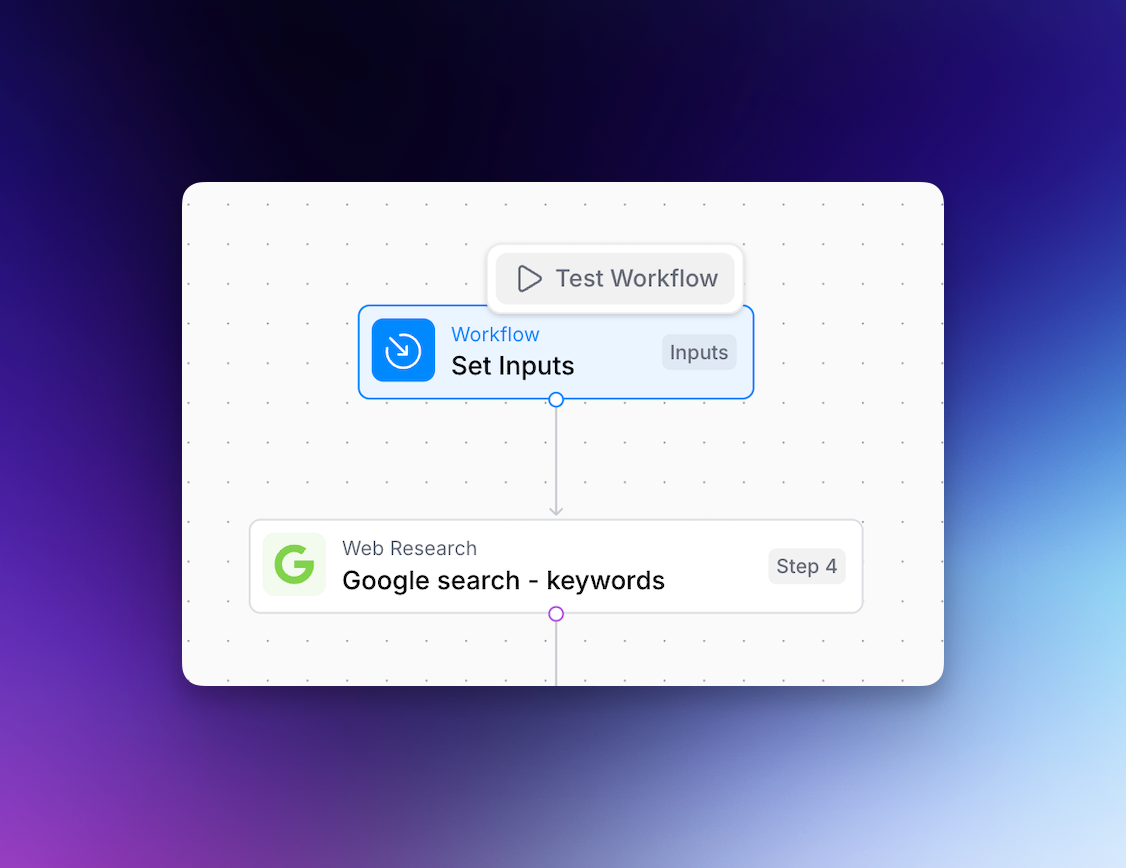 Test Workflow
Workflow
Set Inputs
Inputs
Web Research
Google search - keywords
Step 4